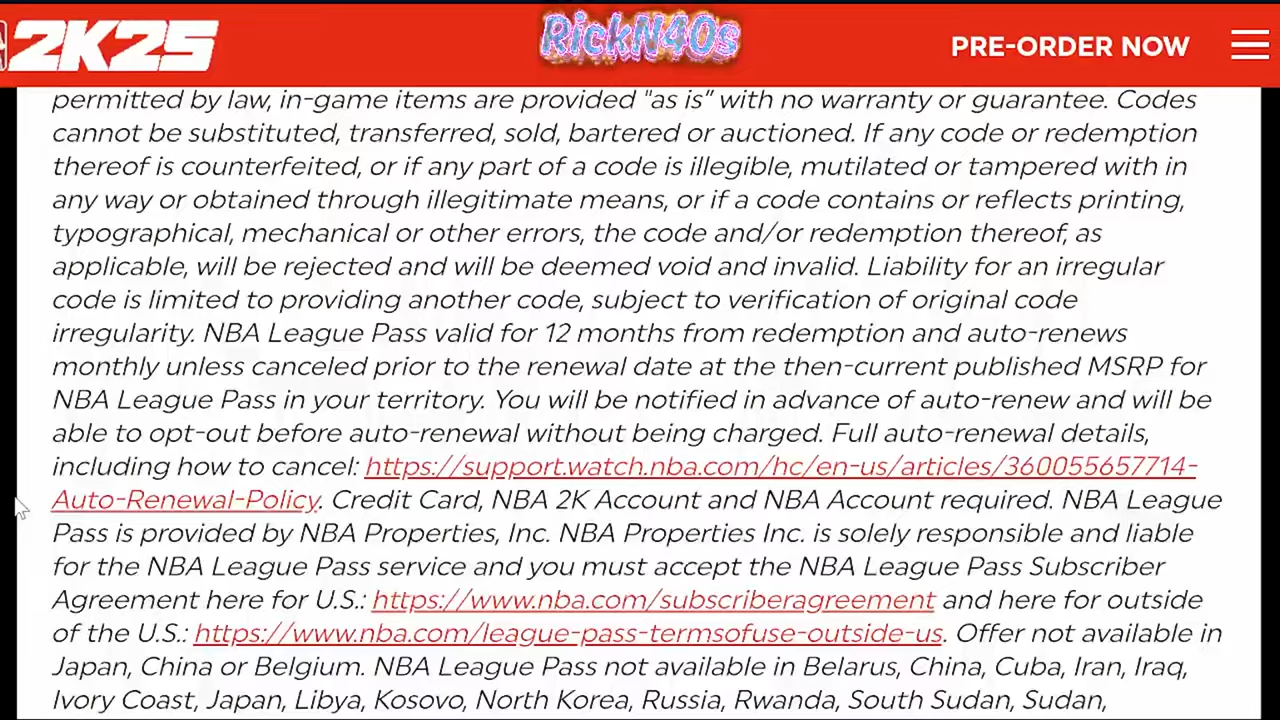 2K25
RickN40s
PRE-ORDER NOW
permitted by law, in-game items are provided "as is" with no warranty or guarantee. Codes
cannot be substituted, transferred, sold, bartered or auctioned. If any code or redemption
thereof is counterfeited, or if any part of a code is illegible, mutilated or tampered with in
any way or obtained through illegitimate means, or if a code contains or reflects printing,
typographical, mechanical or other errors, the code and/or redemption thereof, as
applicable, will be rejected and will be deemed void and invalid. Liability for an irregular
code is limited to providing another code, subject to verification of original code
irregularity. NBA League Pass valid for 12 months from redemption and auto-renews
monthly unless canceled prior to the renewal date at the then-current published MSRP for
NBA League Pass in your territory. You will be notified in advance of auto-renew and will be
able to opt-out before auto-renewal without being charged. Full auto-renewal details,
including how to cancel: https://support.watch.nba.com/hc/en-us/articles/360055657714-
Auto-Renewal-Policy. Credit Card, NBA 2K Account and NBA Account required. NBA League
Pass is provided by NBA Properties, Inc. NBA Properties Inc. is solely responsible and liable
for the NBA League Pass service and you must accept the NBA League Pass Subscriber
Agreement here for U.S.: https://www.nba.com/subscriberagreement and here for outside
of the U.S.: https://www.nba.com/league-pass-termsofuse-outside-us. Offer not available in
Japan, China or Belgium. NBA League Pass not available in Belarus, China, Cuba, Iran, Iraq,
Ivory Coast, Japan, Libya, Kosovo, North Korea, Russia, Rwanda, South Sudan, Sudan,